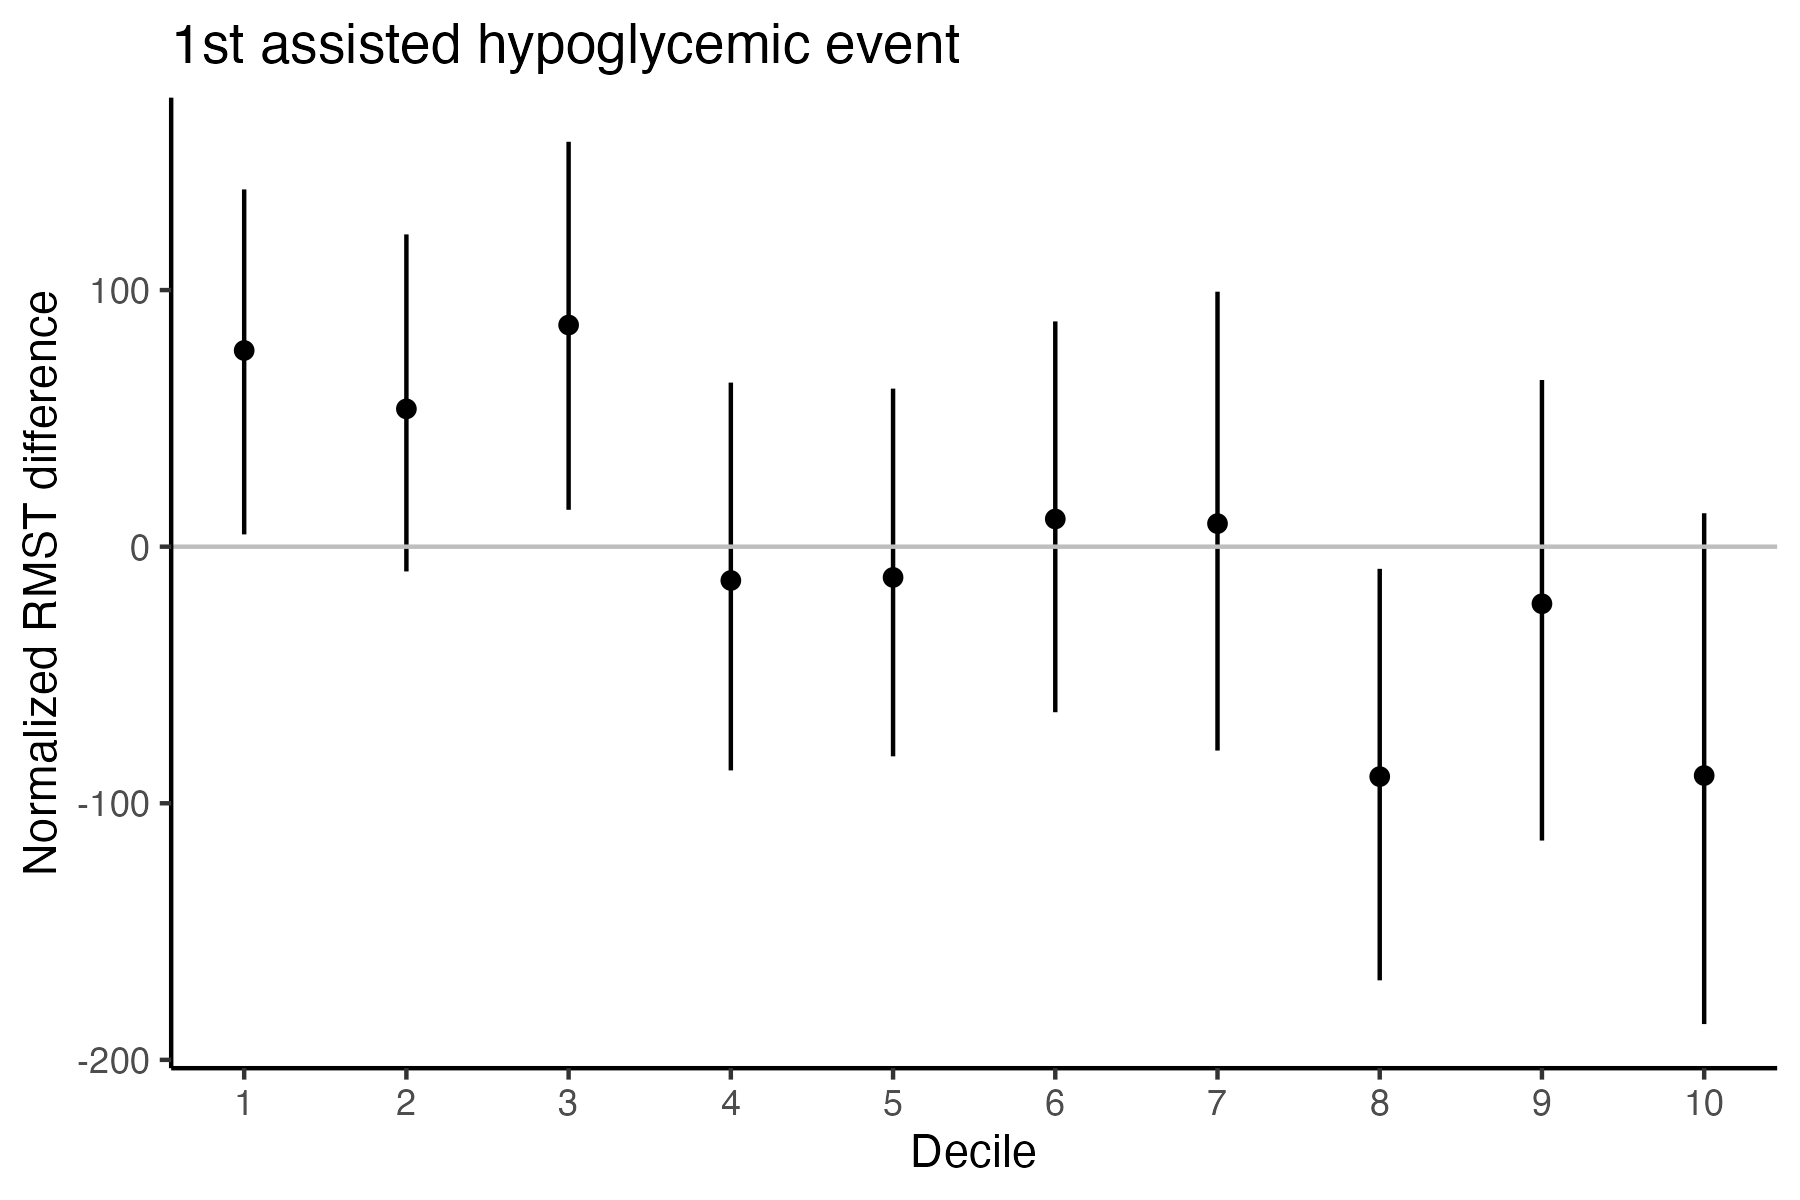 1st assisted hypoglycemic event
Normalized RMST difference
100
0
-100
-200
1 2 3 4 5 6 7 8 9 10
Decile